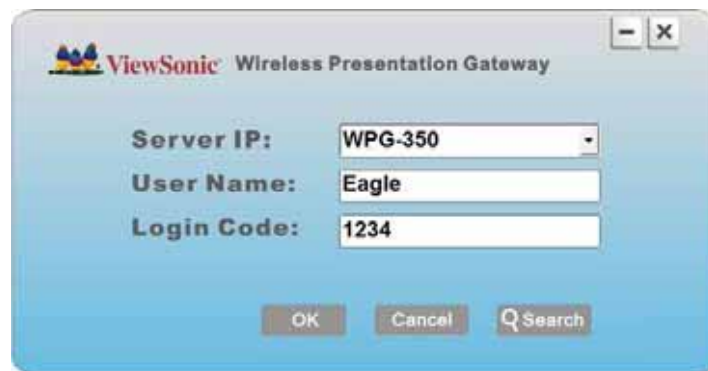 ViewSonic Wireless Presentation Gateway
Server IP: WPG-350
User Name: Eagle
Login Code: 1234
OK Cancel Search